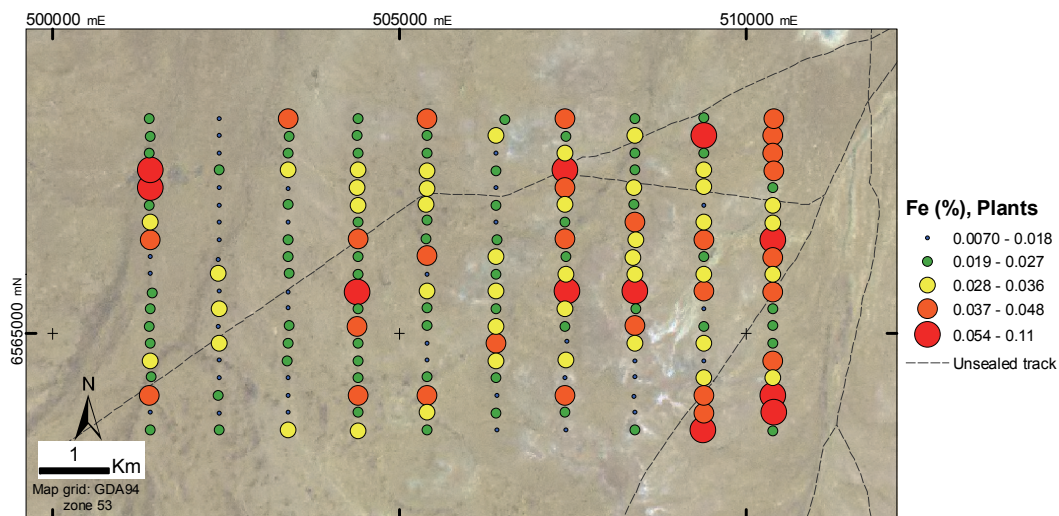 500000 mE
505000 mE
510000 mE
6565000 mN
Fe (%), Plants
0.0070 - 0.018
0.019 - 0.027
0.028 - 0.036
0.037 - 0.048
0.054 - 0.11
Unsealed track
N
1
Km
Map grid: GDA94
zone 53